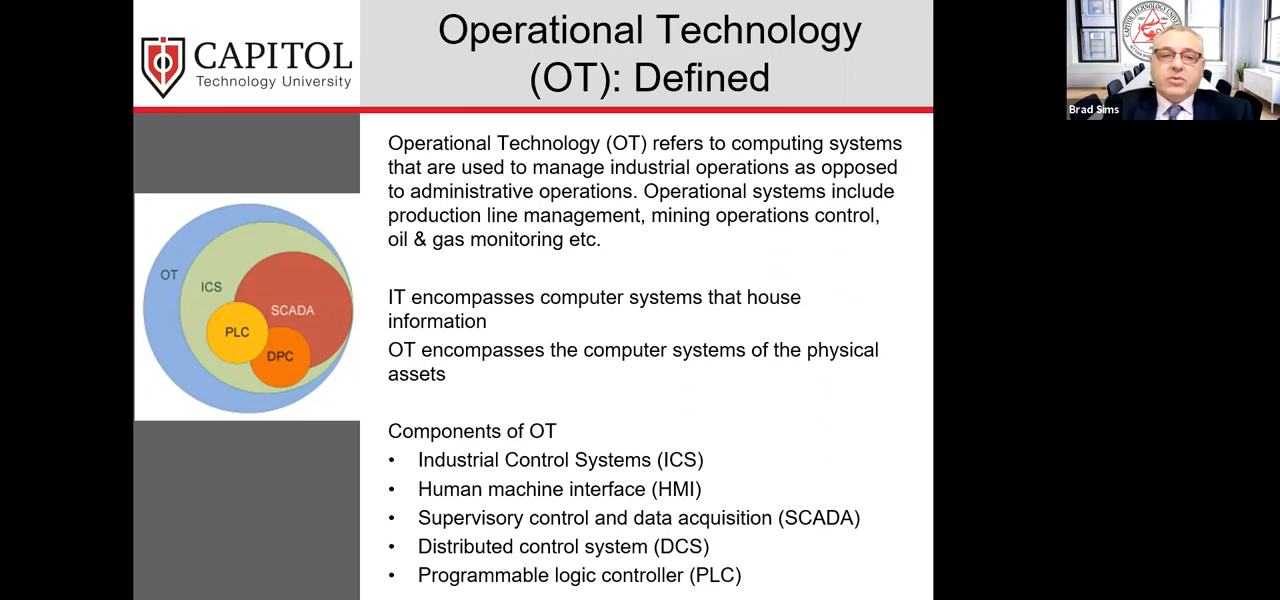 CAPITOL
Technology University
Operational Technology
(OT): Defined
Brad Sims
Operational Technology (OT) refers to computing systems
that are used to manage industrial operations as opposed
to administrative operations. Operational systems include
production line management, mining operations control,
oil & gas monitoring etc.
IT encompasses computer systems that house
information
OT encompasses the computer systems of the physical
assets
Components of OT
• Industrial Control Systems (ICS)
• Human machine interface (HMI)
• Supervisory control and data acquisition (SCADA)
• Distributed control system (DCS)
• Programmable logic controller (PLC)
OT
ICS
SCADA
PLC
DPC